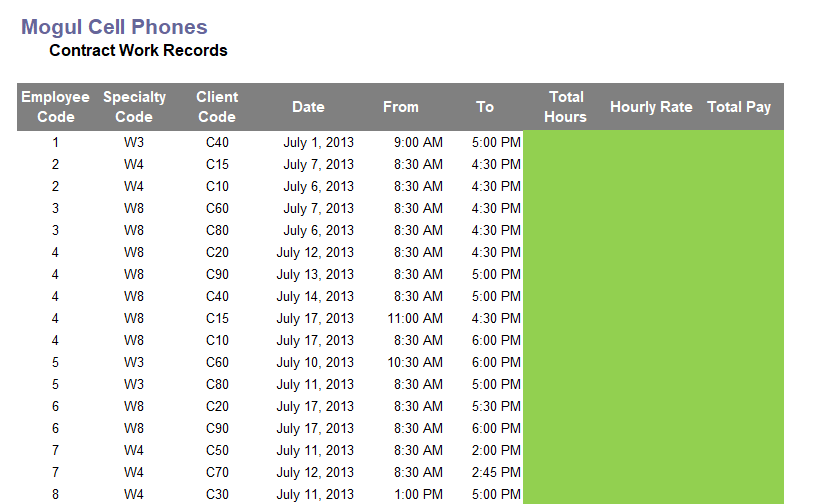 Mogul Cell Phones
Contract Work Records
Employee Code Specialty Code Client Code Date From To Total Hours Hourly Rate Total Pay
1 W3 C40 July 1, 2013 9:00 AM 5:00 PM
2 W4 C15 July 7, 2013 8:30 AM 4:30 PM
2 W4 C10 July 6, 2013 8:30 AM 4:30 PM
3 W8 C60 July 7, 2013 8:30 AM 4:30 PM
3 W8 C80 July 6, 2013 8:30 AM 4:30 PM
4 W8 C20 July 12, 2013 8:30 AM 4:30 PM
4 W8 C90 July 13, 2013 8:30 AM 5:00 PM
4 W8 C40 July 14, 2013 8:30 AM 5:00 PM
4 W8 C15 July 17, 2013 11:00 AM 4:30 PM
4 W8 C10 July 17, 2013 8:30 AM 6:00 PM
5 W3 C60 July 10, 2013 10:30 AM 6:00 PM
5 W3 C80 July 11, 2013 8:30 AM 5:00 PM
6 W8 C20 July 17, 2013 8:30 AM 5:30 PM
6 W8 C90 July 17, 2013 8:30 AM 6:00 PM
7 W4 C50 July 11, 2013 8:30 AM 2:00 PM
7 W4 C70 July 12, 2013 8:30 AM 2:45 PM
8 W4 C30 July 11, 2013 1:00 PM 5:00 PM